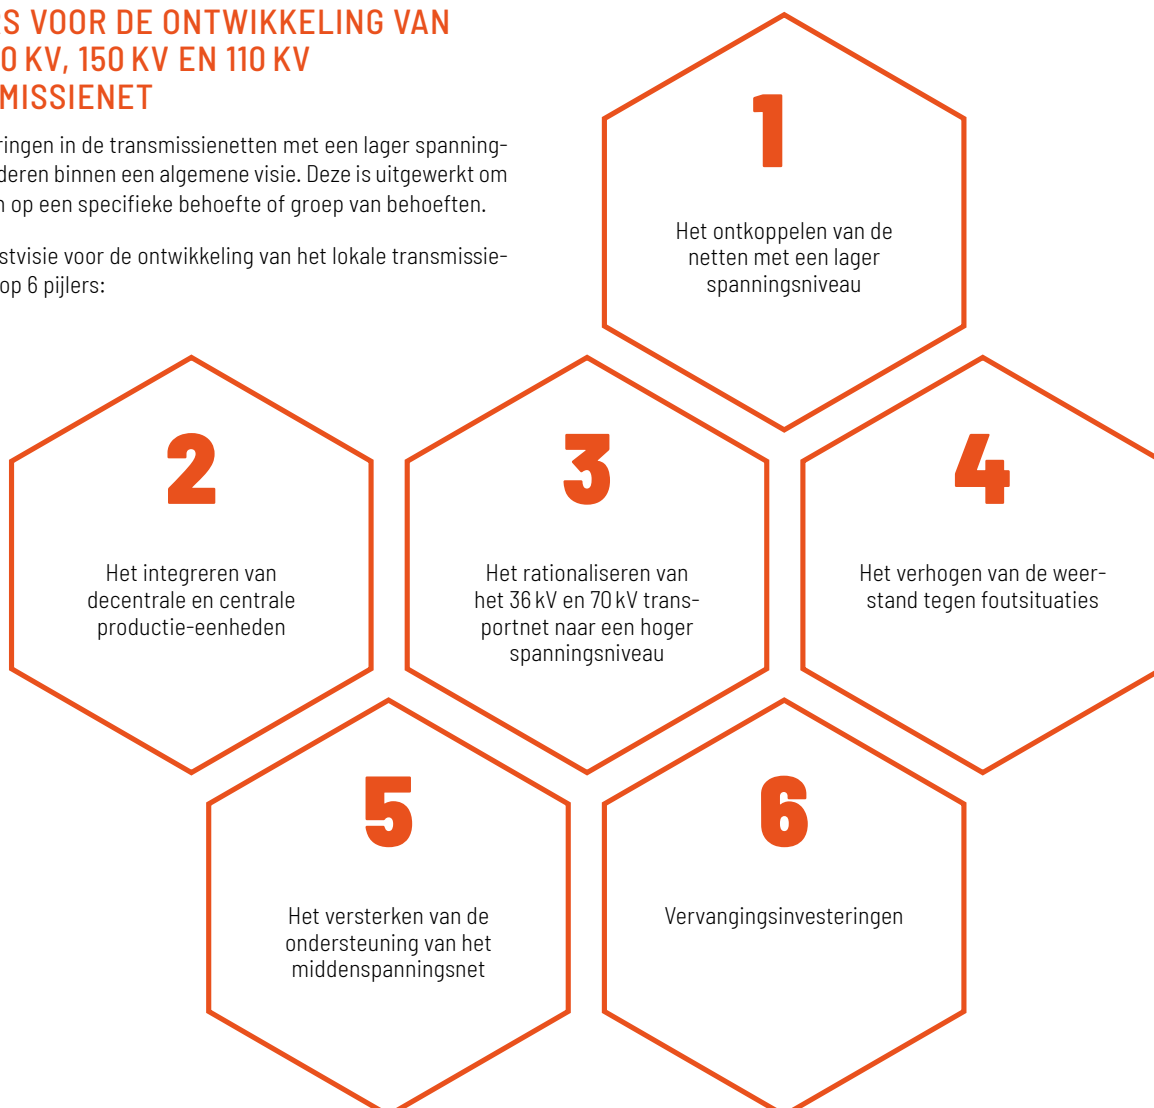 S VOOR DE ONTWIKKELING VAN
0 KV, 150 KV EN 110 KV
MISSIENET
ringen in de transmissienetten met een lager spanning-
deren binnen een algemene visie. Deze is uitgewerkt om
n op een specifieke behoefte of groep van behoeften.
stvisie voor de ontwikkeling van het lokale transmissie-
op 6 pijlers:
1
Het ontkoppelen van de
netten met een lager
spanningsniveau
2
Het integreren van
decentrale en centrale
productie-eenheden
3
Het rationaliseren van
het 36 kV en 70 kV trans-
portnet naar een hoger
spanningsniveau
4
Het verhogen van de weer-
stand tegen foutsituaties
5
Het versterken van de
ondersteuning van het
middenspanningsnet
6
Vervangingsinvesteringen